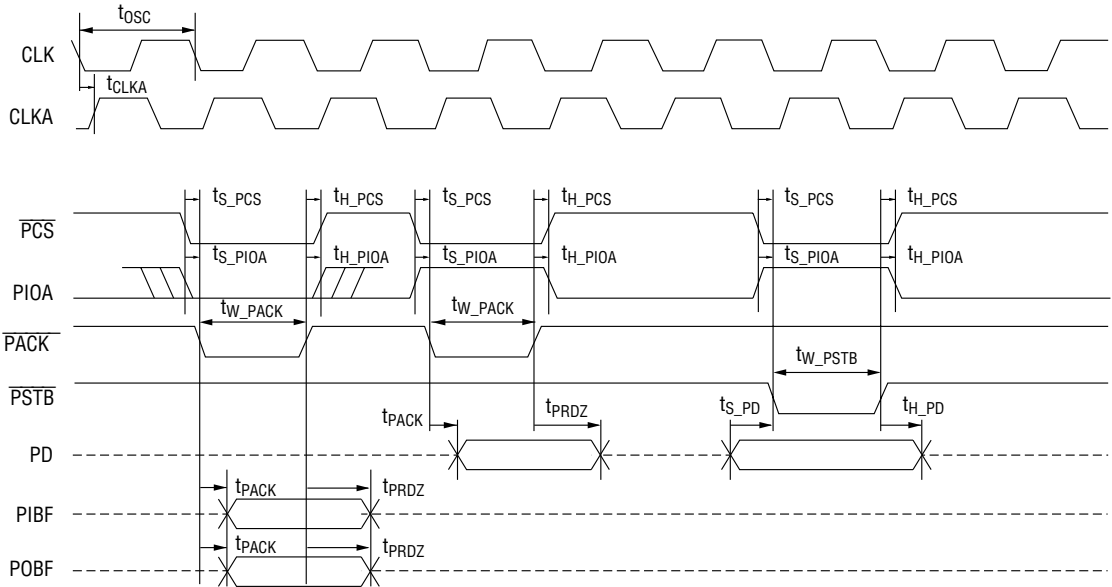 tOSC
CLK
tCLKA
CLKA
tS_PCS tH_PCS tS_PCS tH_PCS tS_PCS tH_PCS
PCS
tS_PIOA tH_PIOA tS_PIOA tH_PIOA tS_PIOA tH_PIOA
PIOA
tW_PACK tW_PACK
PACK
tW_PSTB
PSTB
tPACK tPRDZ tS_PD tH_PD
PD
tPACK tPRDZ
PIBF
tPACK tPRDZ
POBF